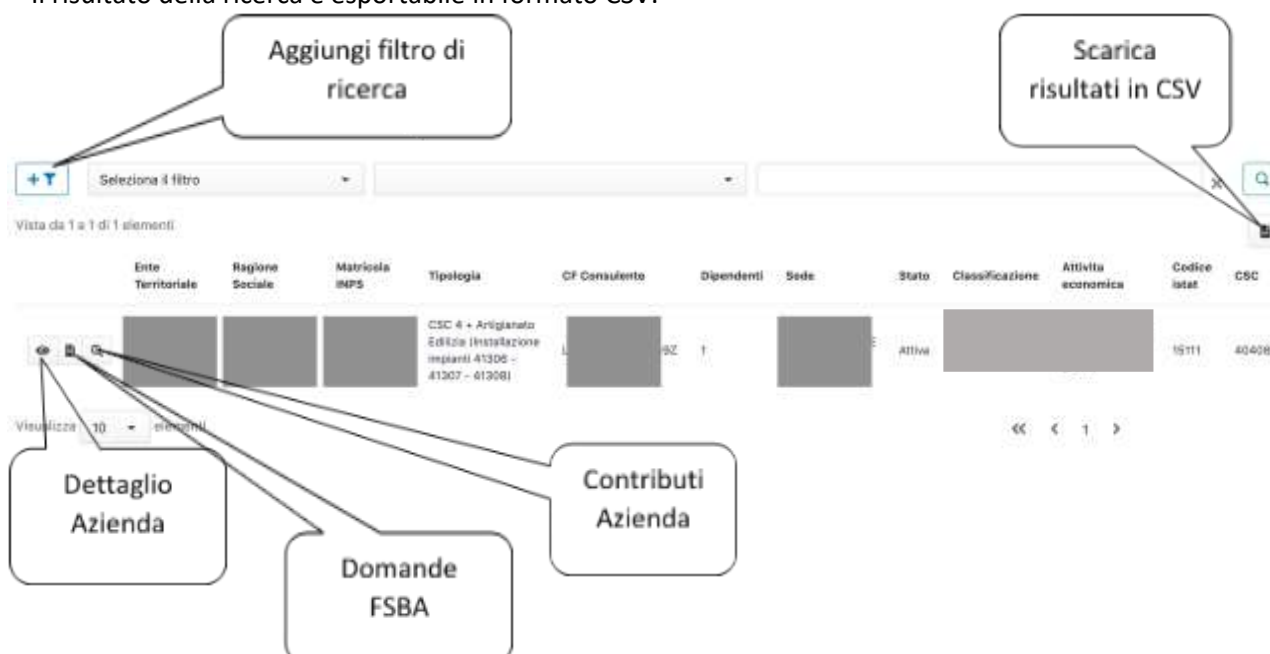 Il risultato della ricerca è esportabile in formato CSV.
Aggiungi filtro di
ricerca
Scarica
risultati in CSV
Seleziona il filtro
Vista da 1 a 1 di 1 elementi
Ente
Territoriale
Ragione
Sociale
Matricola
INPS
Tipologia
CF Consulente
Dipendenti
Sede
Stato
Classificazione
Attivita
economica
Codice
istat
CSC
CSC 4 + Artigianato
Edilizia (Installazione
impianti 41306 -
41307 - 41308)
1
Attiva
15111
40408
Visualizza 10 elementi
1
Dettaglio
Azienda
Contributi
Azienda
Domande
FSBA